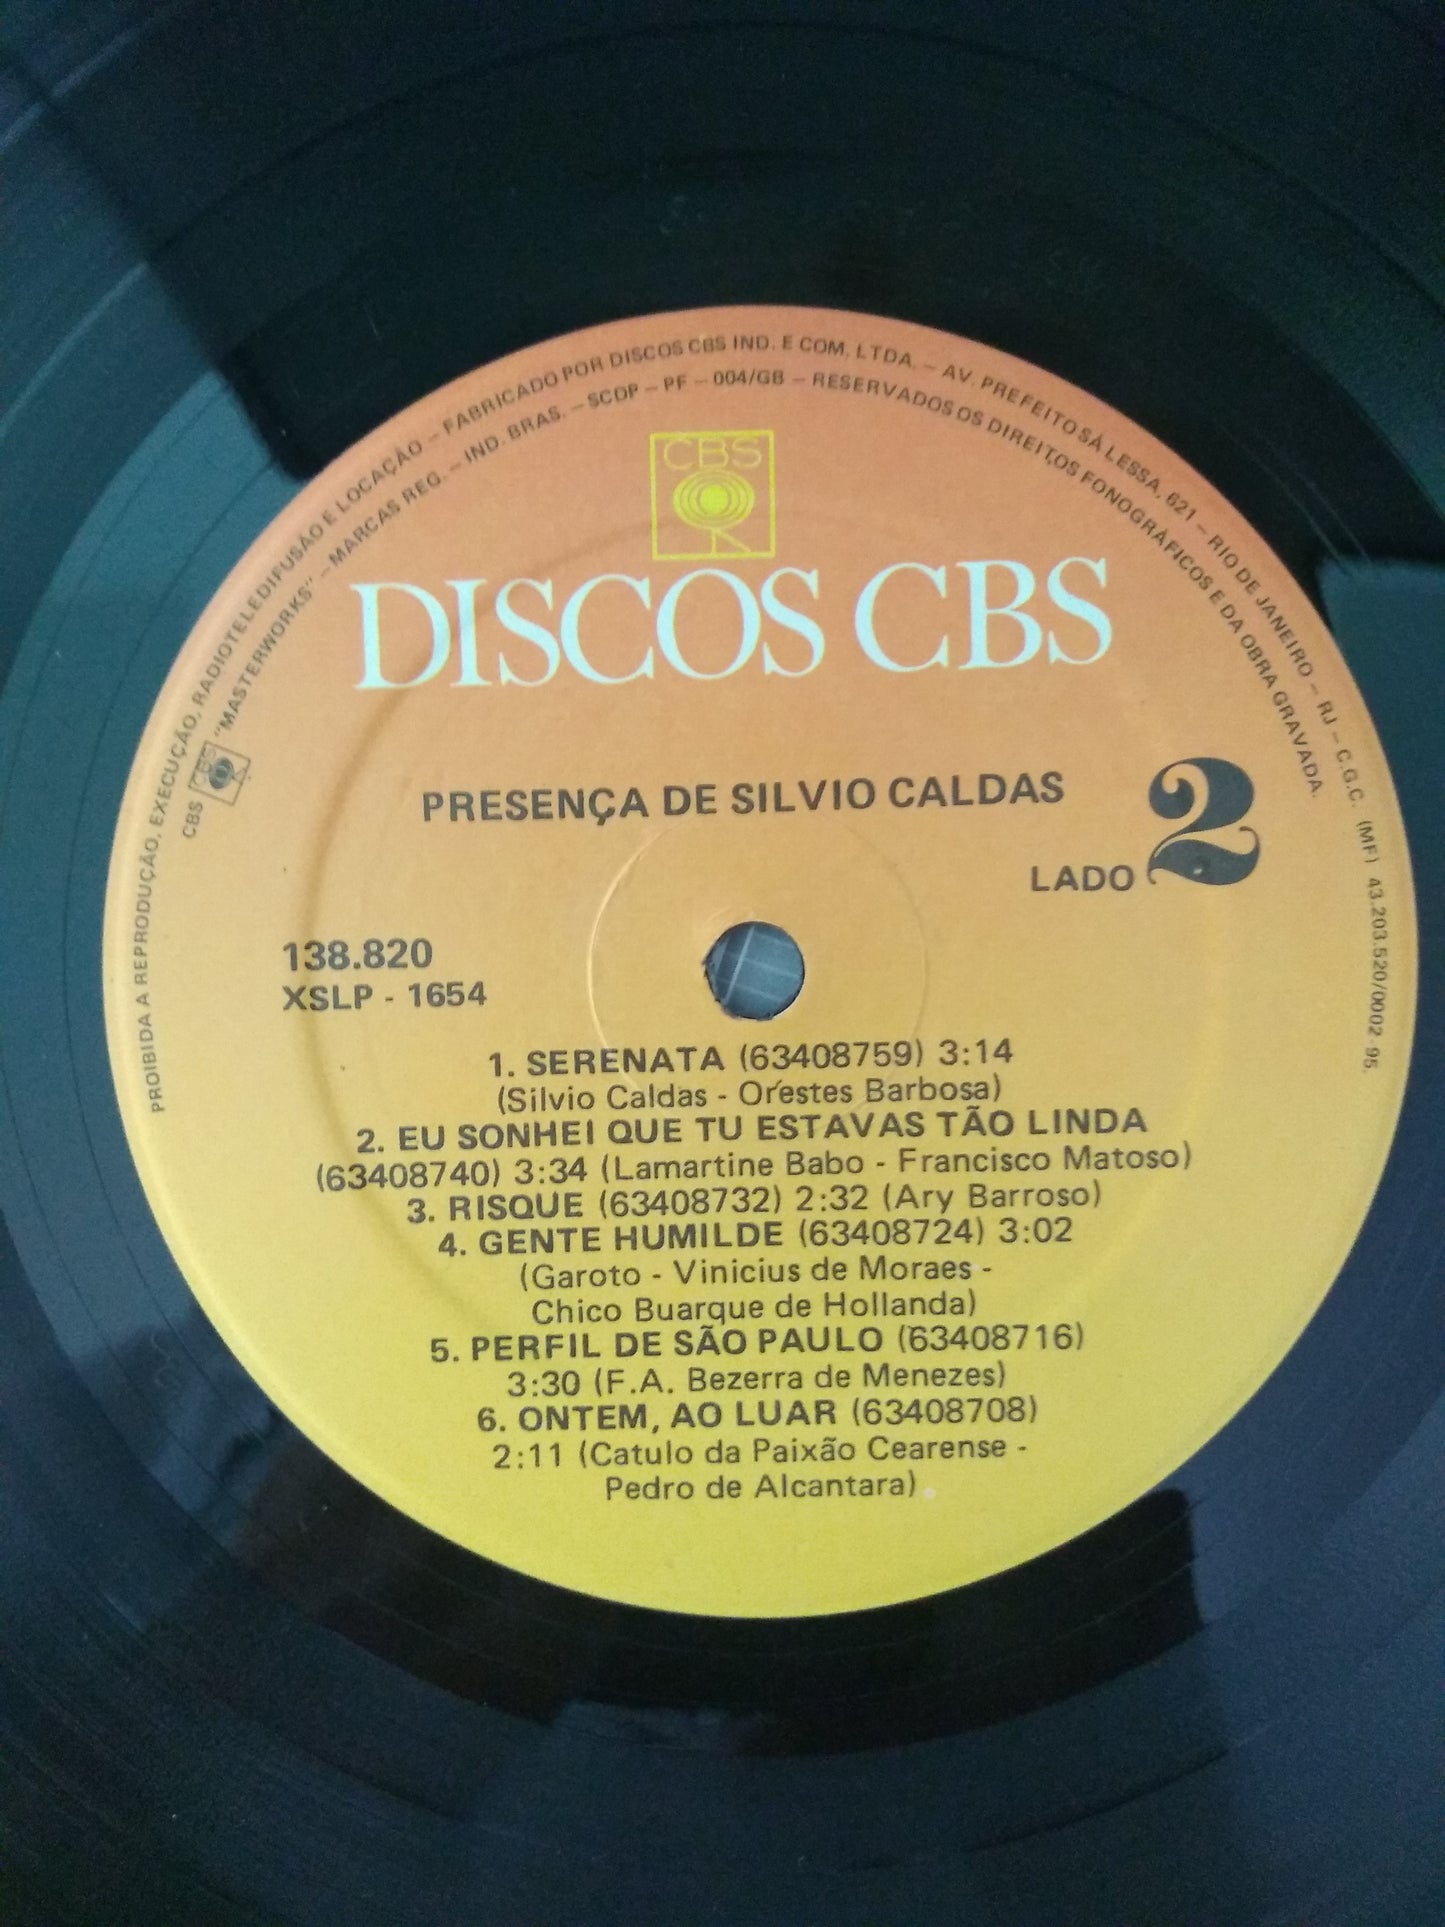 PROIBIDA A REPRODUÇÃO, EXECUÇÃO, RADIOTELEDIFUSÃO E LOCAÇÃO – FABRICADO POR DISCOS CBS IND. E COM. LTDA. – AV. PREFEITO SÁ LESSA, 621 – RIO DE JANEIRO – RJ – C.G.C. (MF) 43.203.520/0002-95.
CBS CBS "MASTERWORKS" – MARCAS REG. – IND. BRAS. – SCDP – PF – 004/GB – RESERVADOS OS DIREITOS FONOGRÁFICOS E DA OBRA GRAVADA.
CBS
DISCOS CBS
PRESENÇA DE SILVIO CALDAS
LADO 2
138.820
XSLP - 1654
1. SERENATA (63408759) 3:14
(Silvio Caldas - Orestes Barbosa)
2. EU SONHEI QUE TU ESTAVAS TÃO LINDA
(63408740) 3:34 (Lamartine Babo - Francisco Matoso)
3. RISQUE (63408732) 2:32 (Ary Barroso)
4. GENTE HUMILDE (63408724) 3:02
(Garoto - Vinicius de Moraes -
Chico Buarque de Hollanda)
5. PERFIL DE SÃO PAULO (63408716)
3:30 (F.A. Bezerra de Menezes)
6. ONTEM, AO LUAR (63408708)
2:11 (Catulo da Paixão Cearense -
Pedro de Alcantara)